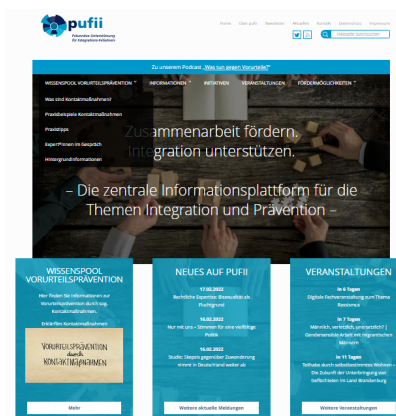 pufii
Präventive Unterstützung
für Integrations-Initiativen
Home Über pufii Newsletter Aktuelles Kontakt Datenschutz Impressum
Webseite durchsuchen
Zu unserem Podcast „Was tun gegen Vorurteile?"
WISSENSPOOL VORURTEILSPRÄVENTION INFORMATIONEN INITIATIVEN VERANSTALTUNGEN FÖRDERMÖGLICHKEITEN
Was sind Kontaktmaßnahmen?
Praxisbeispiele Kontaktmaßnahmen
Praxistipps
Expert*innen im Gespräch
Hintergrundinformationen
Zusammenarbeit fördern.
Integration unterstützen.
– Die zentrale Informationsplattform für die
Themen Integration und Prävention –
WISSENSPOOL
VORURTEILSPRÄVENTION
Hier finden Sie Informationen zur
Vorurteilsprävention durch sog.
Kontaktmaßnahmen.
Erklärfilm Kontaktmaßnahmen
VORURTEILSPRÄVENTION
durch
KONTAKTMAßNAHMEN
Mehr
NEUES AUF PUFII
17.02.2022
Rechtliche Expertise: Bisexualität als
Fluchtgrund
16.02.2022
Nur mit uns – Stimmen für eine vielfältige
Politik
16.02.2022
Studie: Skepsis gegenüber Zuwanderung
nimmt in Deutschland weiter ab
Weitere aktuelle Meldungen
VERANSTALTUNGEN
In 6 Tagen
Digitale Fachveranstaltung zum Thema
Rassismus
In 7 Tagen
Männlich, verletzlich, unerreichbar? |
Gendersensible Arbeit mit migrantischen
Männern
In 11 Tagen
Teilhabe durch selbstbestimmtes Wohnen –
Die Zukunft der Unterbringung von
Geflüchteten im Land Brandenburg
Weitere Veranstaltungen